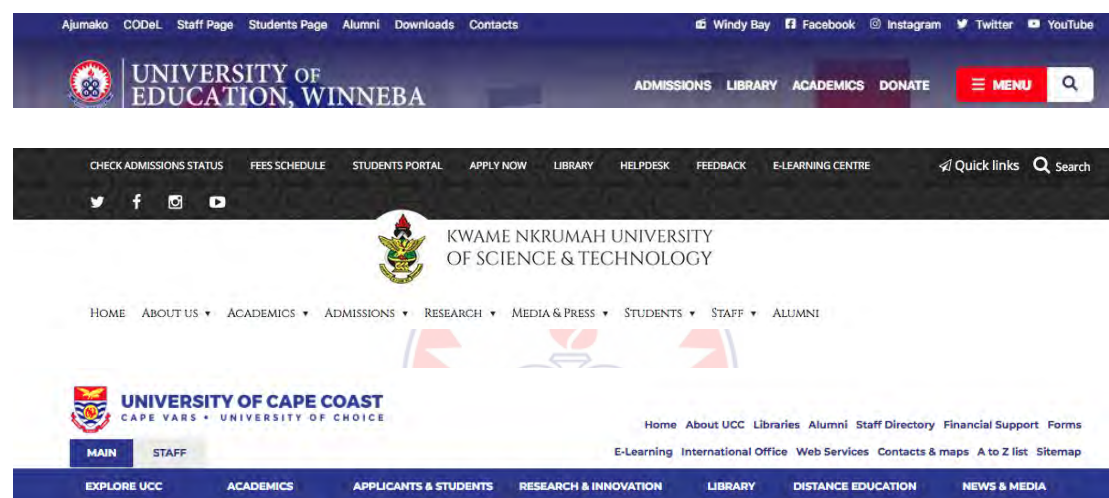 Ajumako CODeL Staff Page Students Page Alumni Downloads Contacts Windy Bay Facebook Instagram Twitter YouTube
UNIVERSITY OF
EDUCATION, WINNEBA
ADMISSIONS LIBRARY ACADEMICS DONATE ☰ MENU
CHECK ADMISSIONS STATUS FEES SCHEDULE STUDENTS PORTAL APPLY NOW LIBRARY HELPDESK FEEDBACK E-LEARNING CENTRE Quick links Search
KWAME NKRUMAH UNIVERSITY
OF SCIENCE & TECHNOLOGY
HOME ABOUT US ▾ ACADEMICS ▾ ADMISSIONS ▾ RESEARCH ▾ MEDIA & PRESS ▾ STUDENTS ▾ STAFF ▾ ALUMNI
UNIVERSITY OF CAPE COAST
CAPE VARS • UNIVERSITY OF CHOICE
Home About UCC Libraries Alumni Staff Directory Financial Support Forms
MAIN STAFF
E-Learning International Office Web Services Contacts & maps A to Z list Sitemap
EXPLORE UCC ACADEMICS APPLICANTS & STUDENTS RESEARCH & INNOVATION LIBRARY DISTANCE EDUCATION NEWS & MEDIA